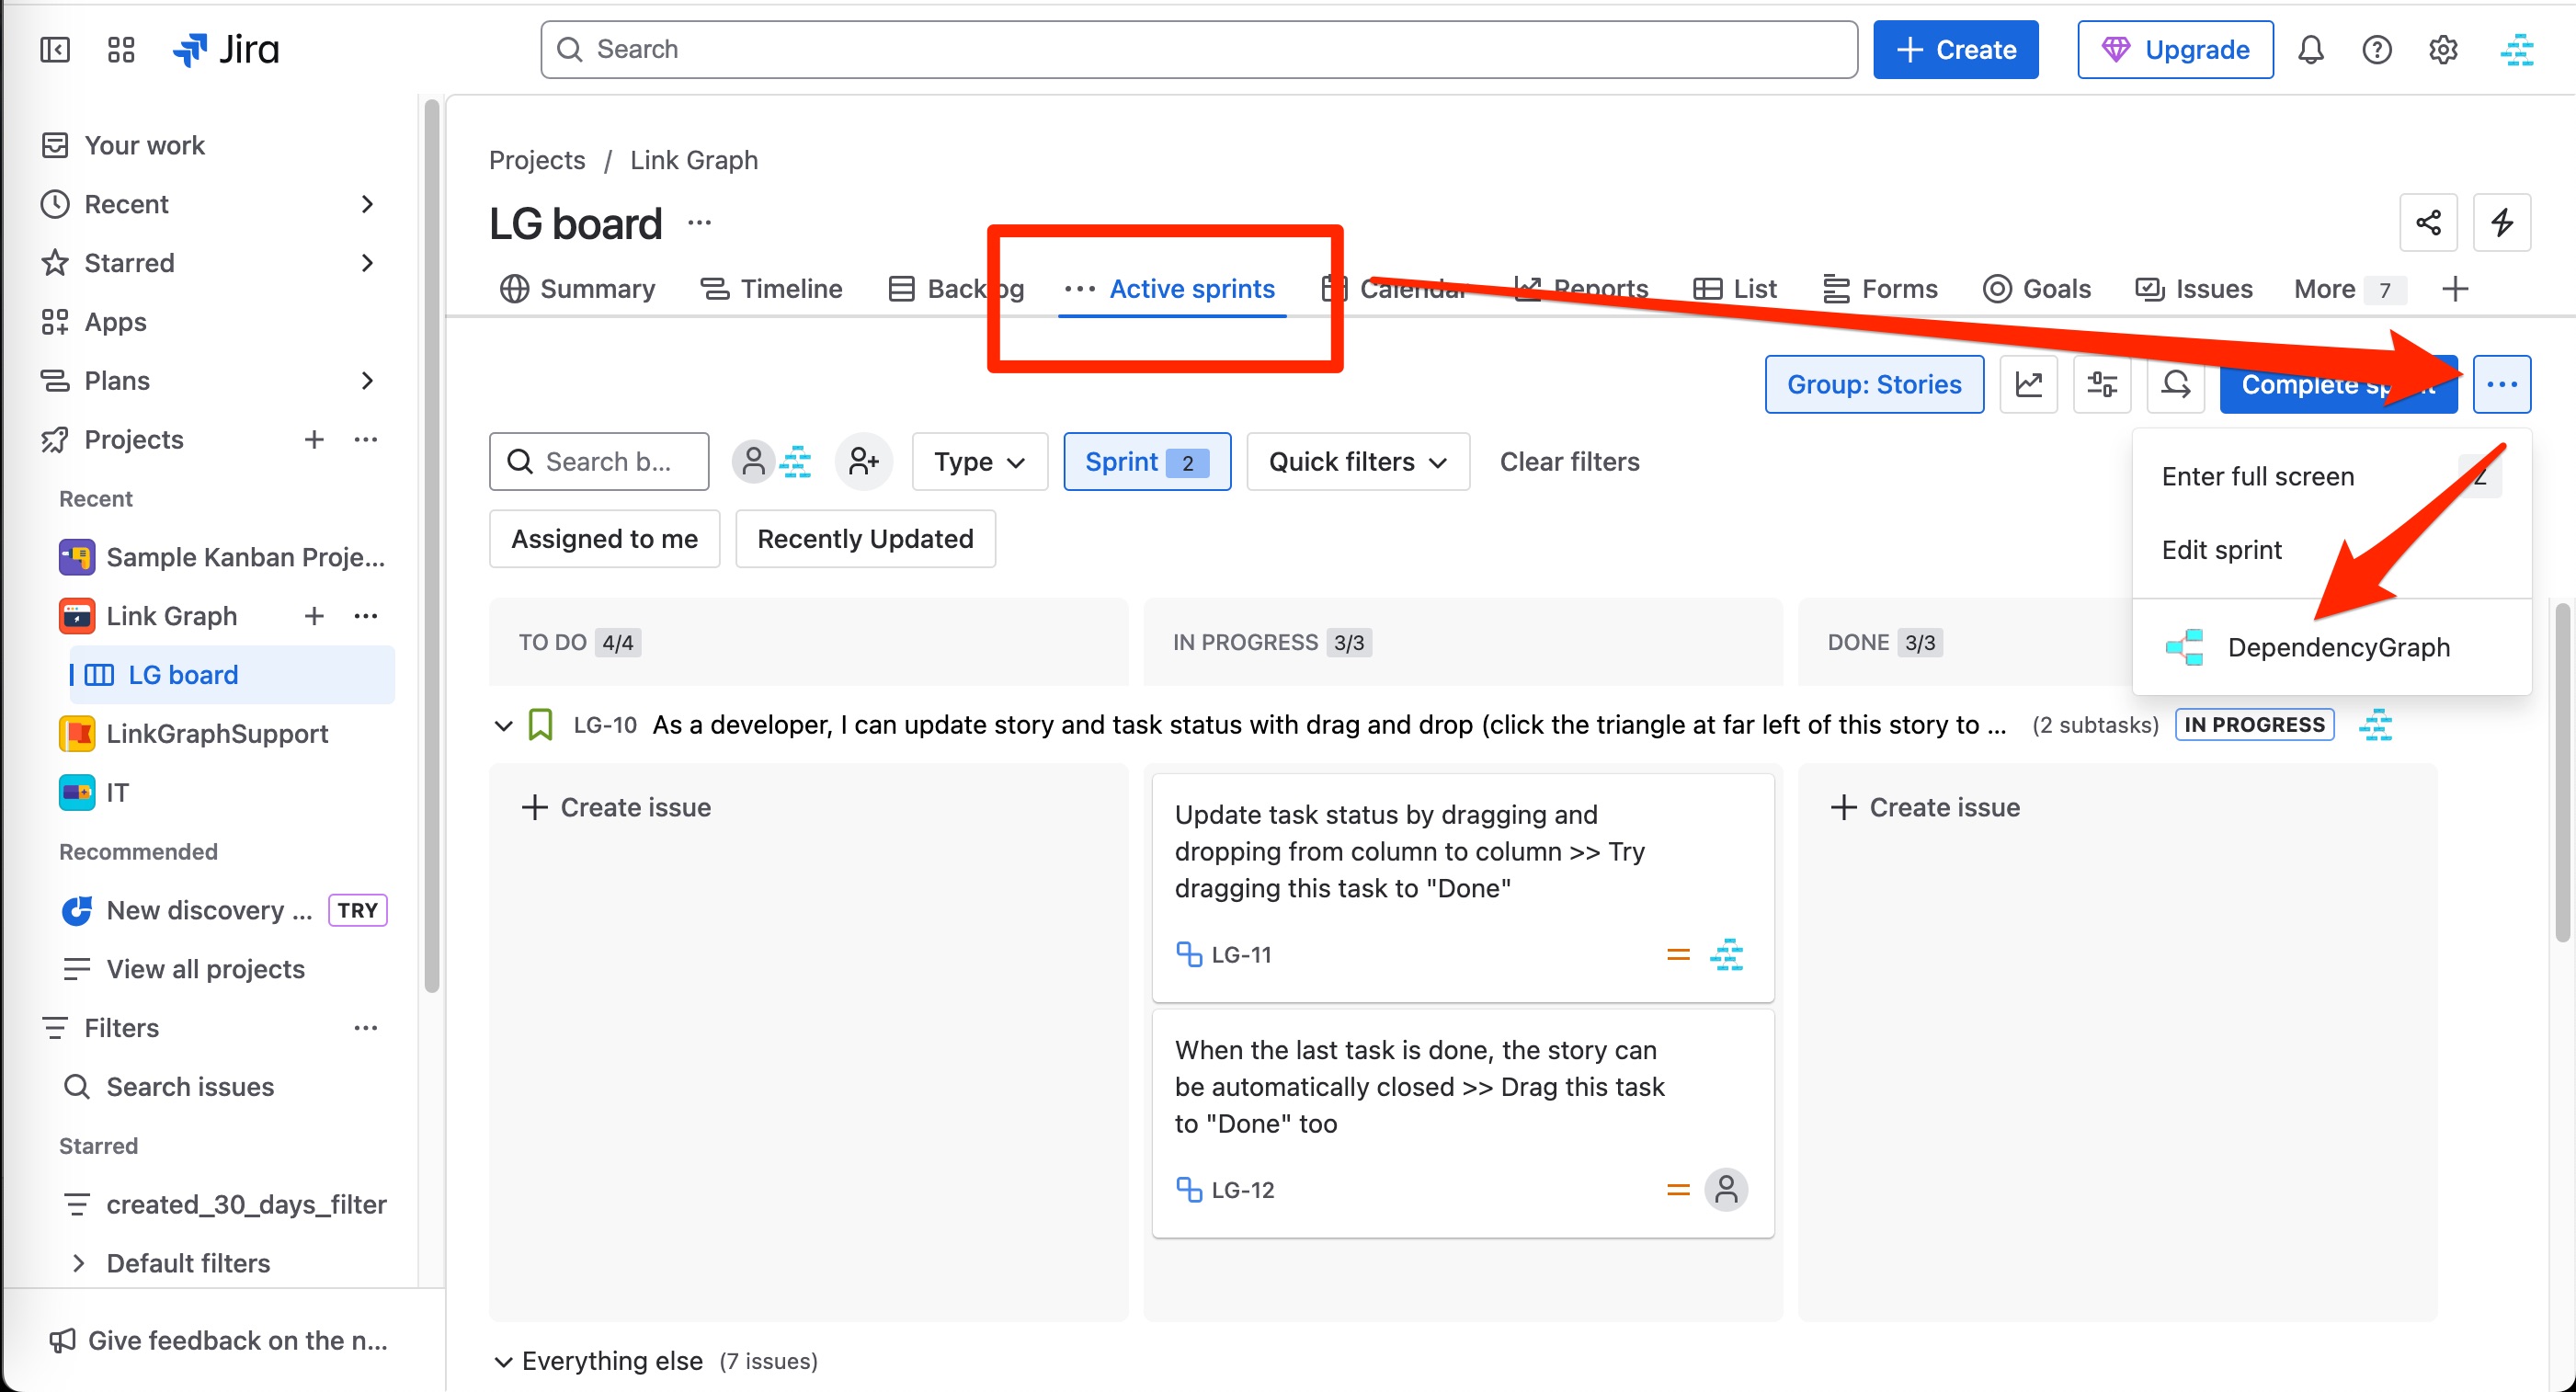 Jira
Search
Create
Upgrade
Your work
Recent
Starred
Apps
Plans
Projects
Recent
Sample Kanban Proje...
Link Graph
LG board
LinkGraphSupport
IT
Recommended
New discovery ... TRY
View all projects
Filters
Search issues
Starred
created_30_days_filter
Default filters
Give feedback on the n...
Projects / Link Graph
LG board
Summary Timeline Backlog Active sprints Calendar Reports List Forms Goals Issues More 7
Group: Stories Complete sprint
Search b... Type Sprint 2 Quick filters Clear filters
Assigned to me Recently Updated
Enter full screen Z
Edit sprint
DependencyGraph
TO DO 4/4 IN PROGRESS 3/3 DONE 3/3
LG-10 As a developer, I can update story and task status with drag and drop (click the triangle at far left of this story to ... (2 subtasks) IN PROGRESS
Create issue
Update task status by dragging and
dropping from column to column >> Try
dragging this task to "Done"
LG-11
When the last task is done, the story can
be automatically closed >> Drag this task
to "Done" too
LG-12
Create issue
Everything else (7 issues)